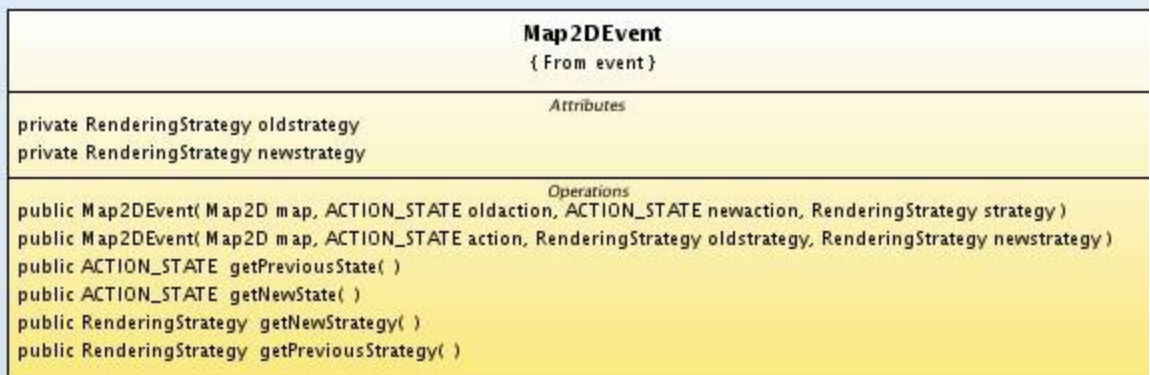 Map2DEvent
{ From event }
Attributes
private RenderingStrategy oldstrategy
private RenderingStrategy newstrategy
Operations
public Map2DEvent( Map2D map, ACTION_STATE oldaction, ACTION_STATE newaction, RenderingStrategy strategy )
public Map2DEvent( Map2D map, ACTION_STATE action, RenderingStrategy oldstrategy, RenderingStrategy newstrategy )
public ACTION_STATE getPreviousState( )
public ACTION_STATE getNewState( )
public RenderingStrategy getNewStrategy( )
public RenderingStrategy getPreviousStrategy( )